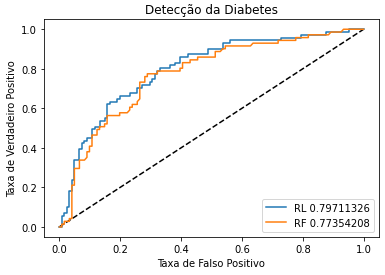 Detecção da Diabetes
Taxa de Verdadeiro Positivo
1.0
0.8
0.6
0.4
0.2
0.0
0.0 0.2 0.4 0.6 0.8 1.0
Taxa de Falso Positivo
RL 0.79711326
RF 0.77354208